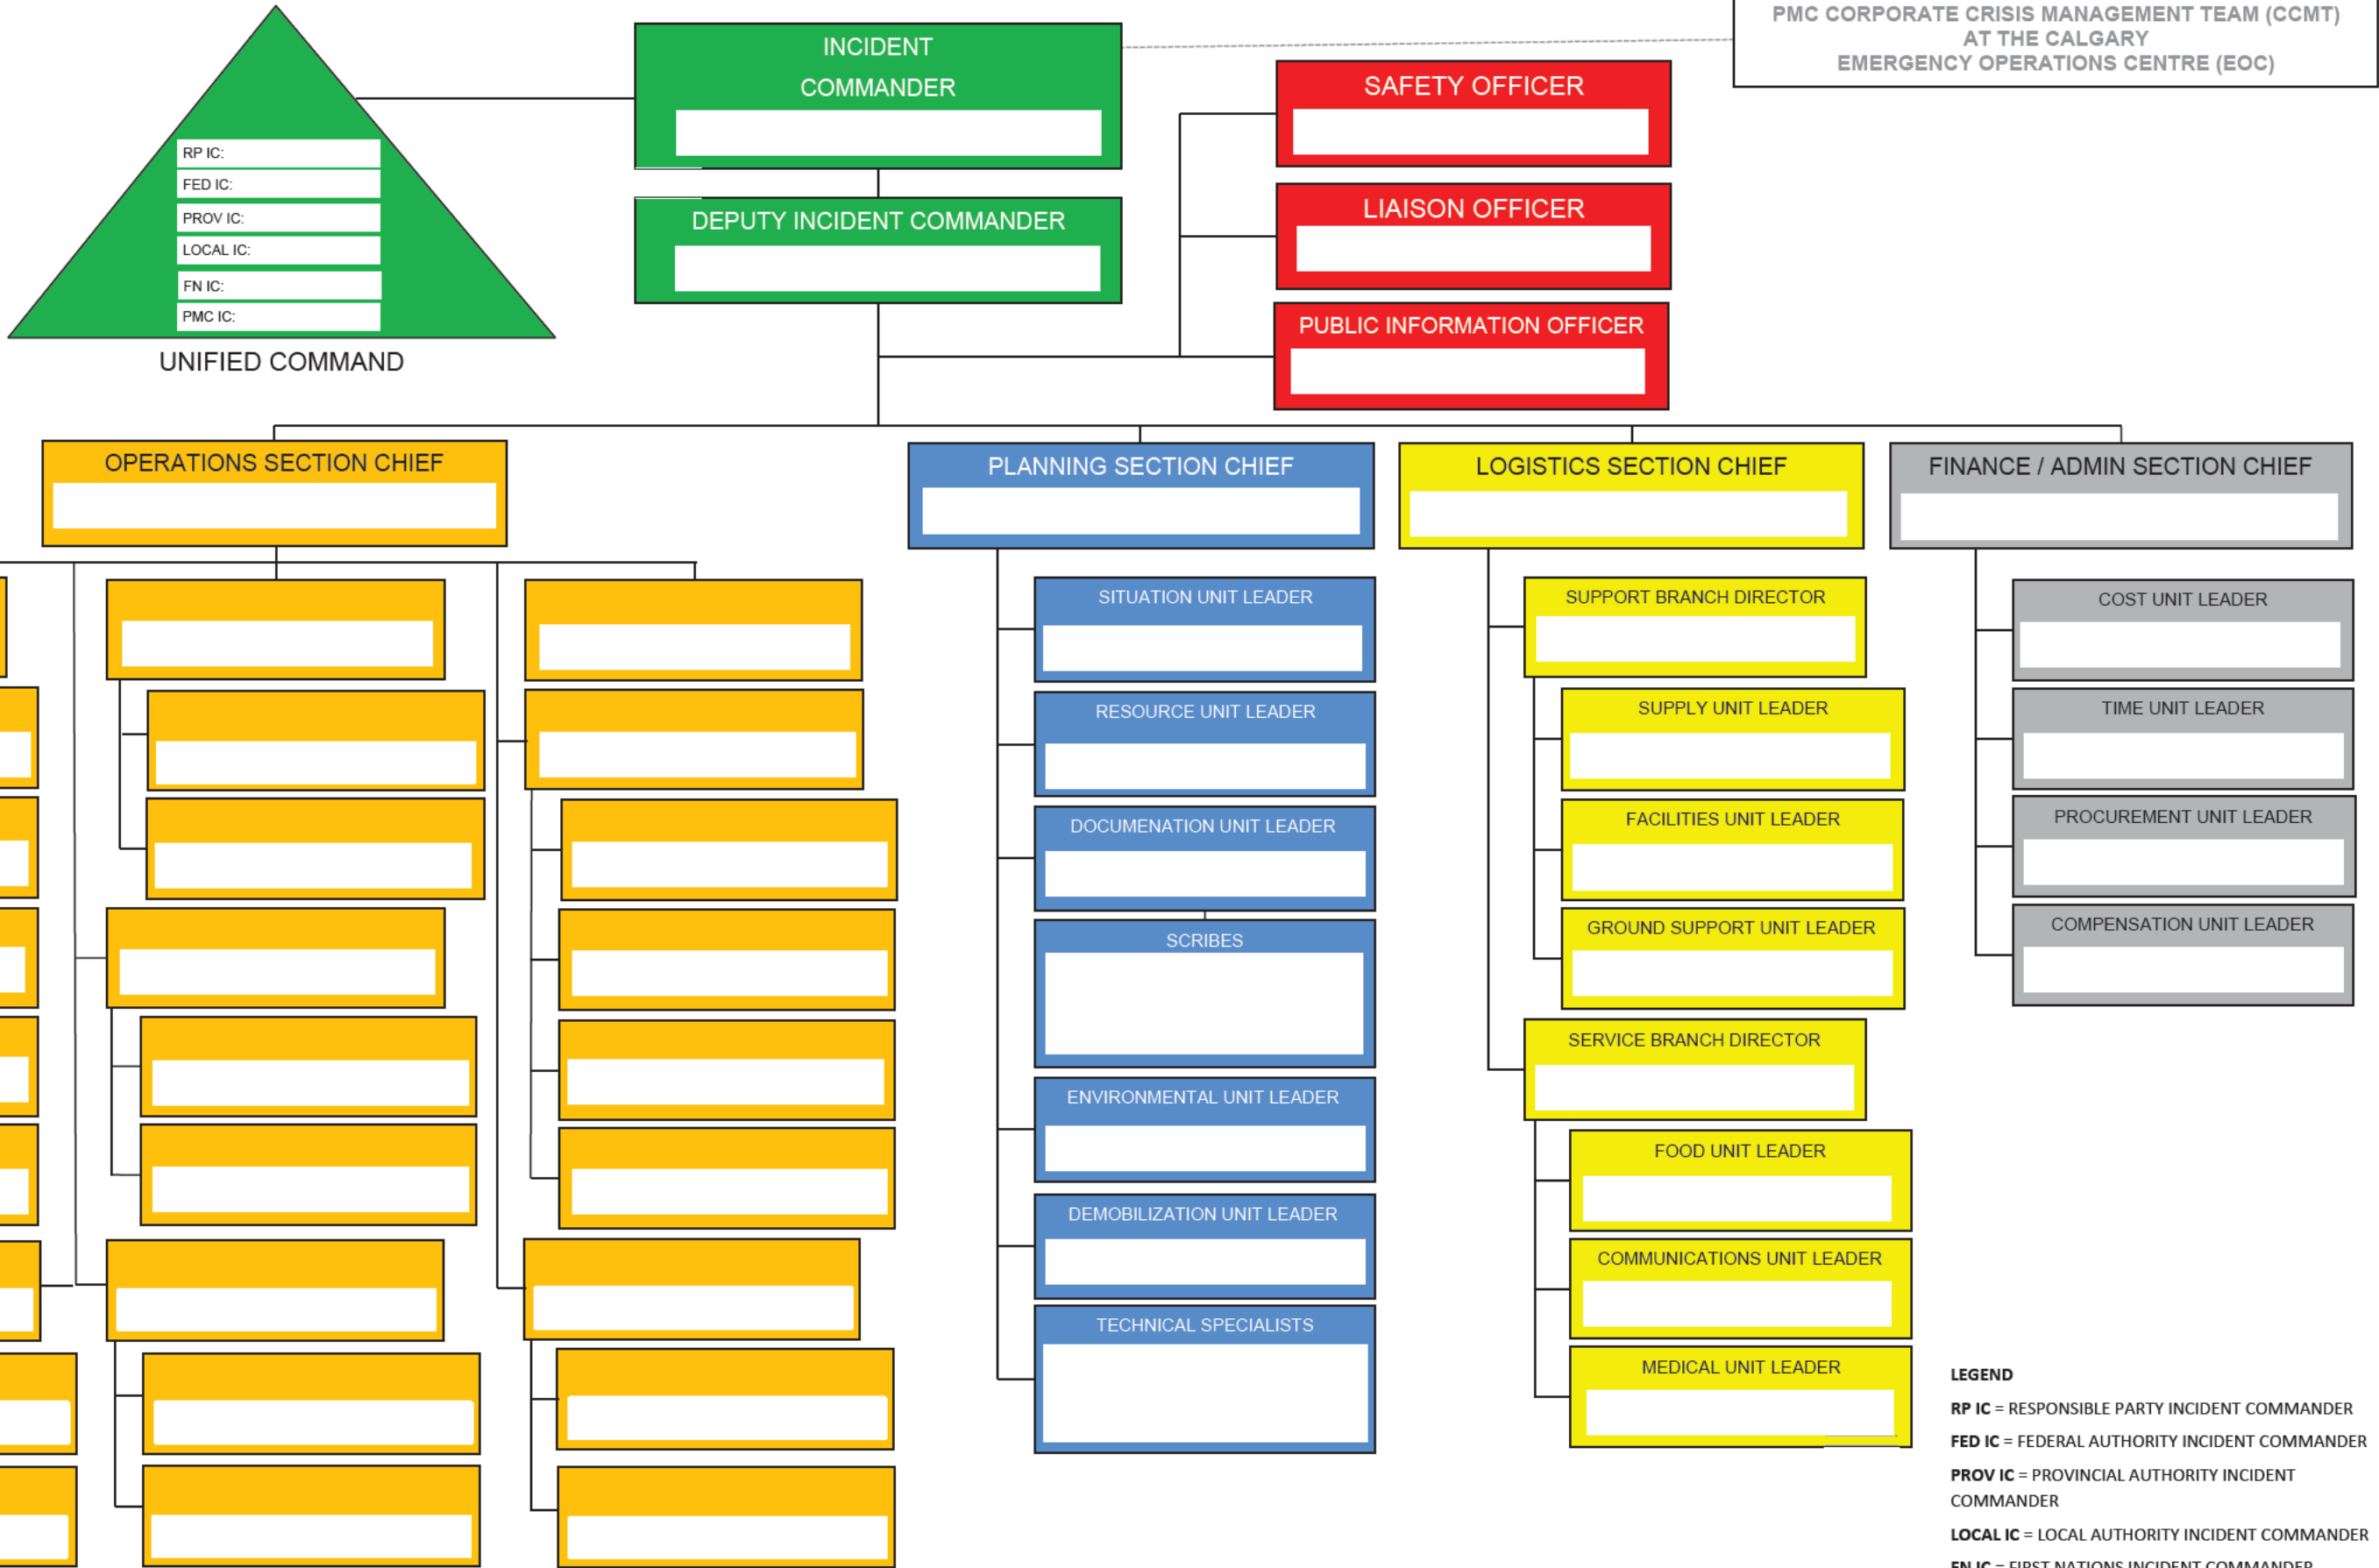 PMC CORPORATE CRISIS MANAGEMENT TEAM (CCMT)
AT THE CALGARY
EMERGENCY OPERATIONS CENTRE (EOC)
INCIDENT
COMMANDER
SAFETY OFFICER
RP IC:
FED IC:
PROV IC:
LOCAL IC:
FN IC:
PMC IC:
UNIFIED COMMAND
DEPUTY INCIDENT COMMANDER
LIAISON OFFICER
PUBLIC INFORMATION OFFICER
OPERATIONS SECTION CHIEF
PLANNING SECTION CHIEF
LOGISTICS SECTION CHIEF
FINANCE / ADMIN SECTION CHIEF
SITUATION UNIT LEADER
RESOURCE UNIT LEADER
DOCUMENATION UNIT LEADER
SCRIBES
ENVIRONMENTAL UNIT LEADER
DEMOBILIZATION UNIT LEADER
TECHNICAL SPECIALISTS
SUPPORT BRANCH DIRECTOR
SUPPLY UNIT LEADER
FACILITIES UNIT LEADER
GROUND SUPPORT UNIT LEADER
SERVICE BRANCH DIRECTOR
FOOD UNIT LEADER
COMMUNICATIONS UNIT LEADER
MEDICAL UNIT LEADER
COST UNIT LEADER
TIME UNIT LEADER
PROCUREMENT UNIT LEADER
COMPENSATION UNIT LEADER
LEGEND
RP IC = RESPONSIBLE PARTY INCIDENT COMMANDER
FED IC = FEDERAL AUTHORITY INCIDENT COMMANDER
PROV IC = PROVINCIAL AUTHORITY INCIDENT
COMMANDER
LOCAL IC = LOCAL AUTHORITY INCIDENT COMMANDER
FN IC = FIRST NATIONS INCIDENT COMMANDER